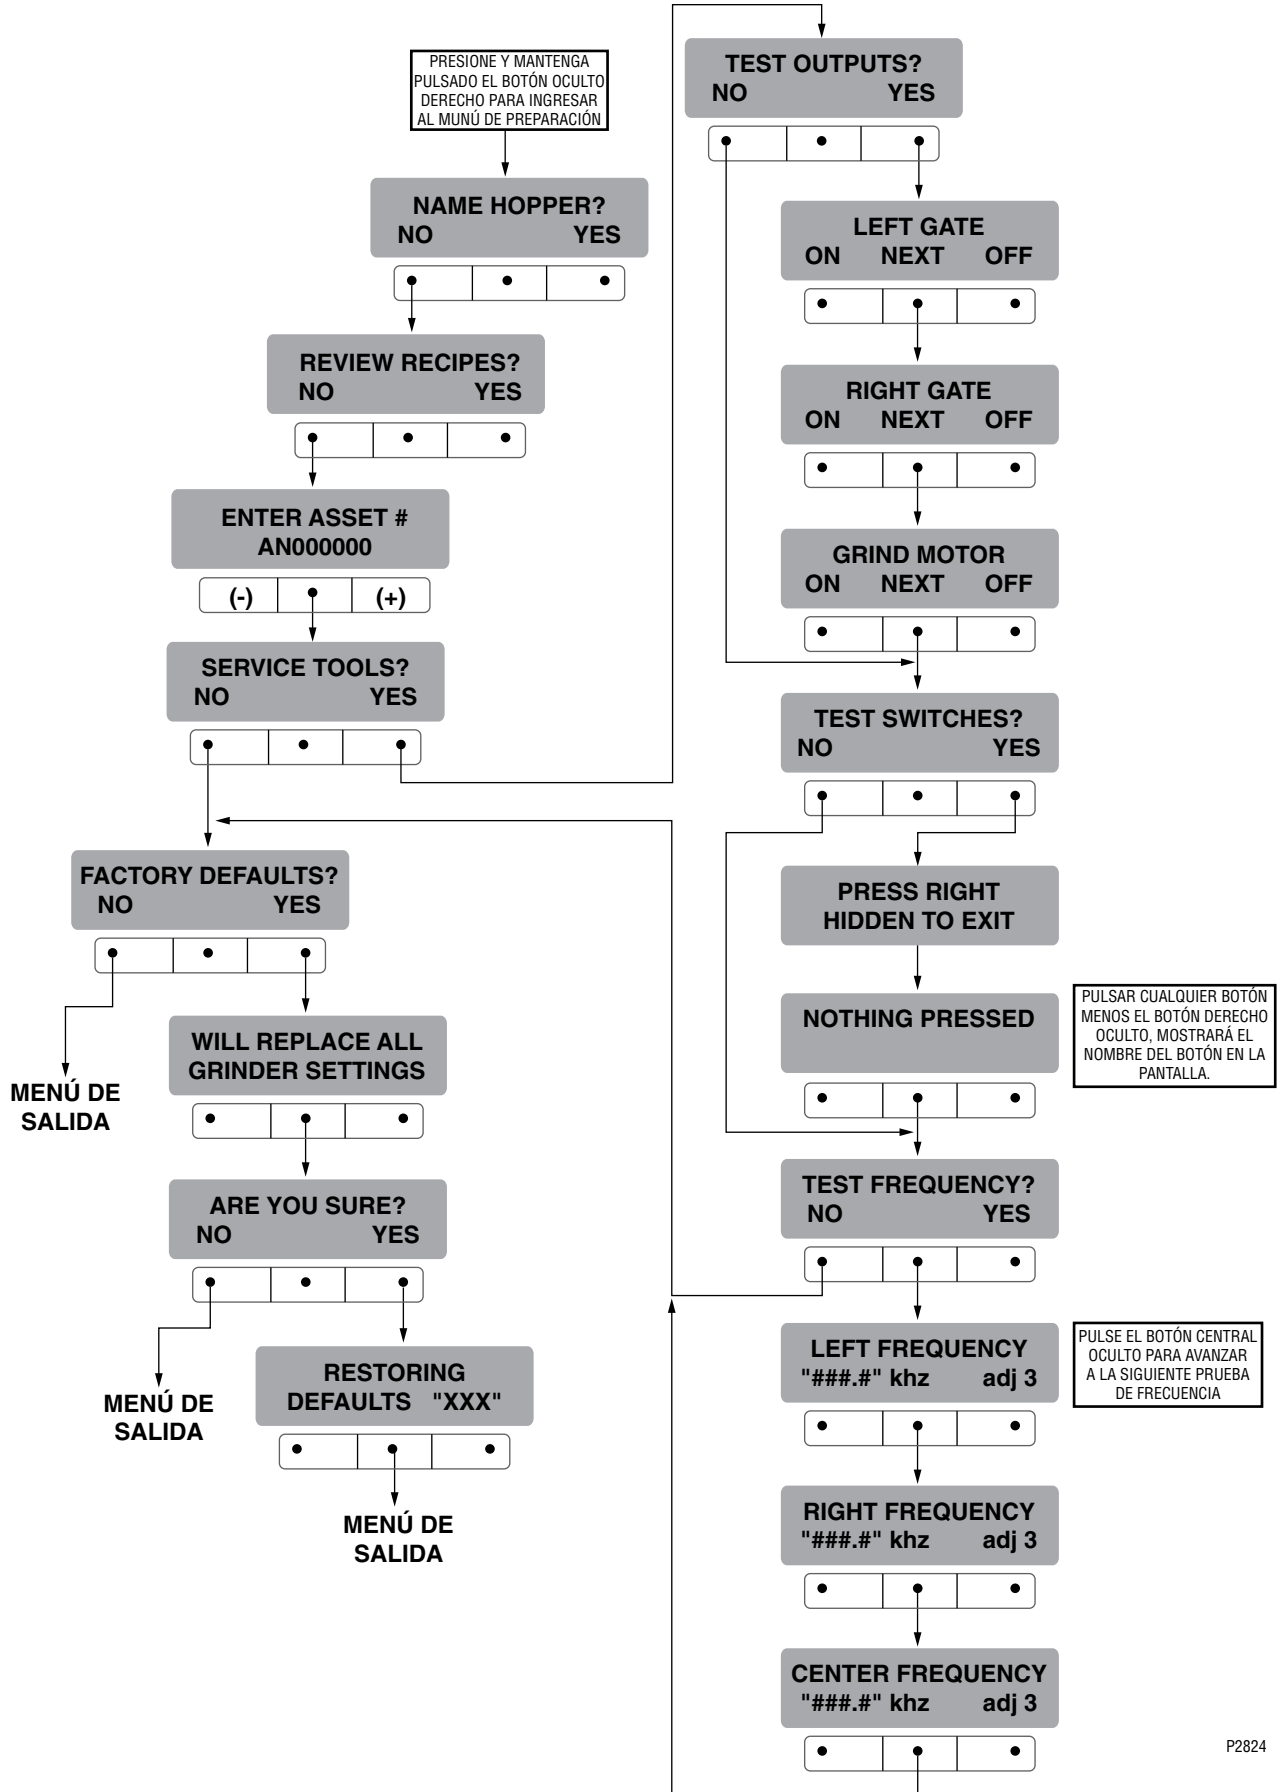 PRESIONE Y MANTENGA
PULSADO EL BOTÓN OCULTO
DERECHO PARA INGRESAR
AL MUNÚ DE PREPARACIÓN
NAME HOPPER?
NO YES
REVIEW RECIPES?
NO YES
ENTER ASSET #
AN000000
(-) (+)
SERVICE TOOLS?
NO YES
FACTORY DEFAULTS?
NO YES
MENÚ DE
SALIDA
WILL REPLACE ALL
GRINDER SETTINGS
ARE YOU SURE?
NO YES
MENÚ DE
SALIDA
RESTORING
DEFAULTS "XXX"
MENÚ DE
SALIDA
TEST OUTPUTS?
NO YES
LEFT GATE
ON NEXT OFF
RIGHT GATE
ON NEXT OFF
GRIND MOTOR
ON NEXT OFF
TEST SWITCHES?
NO YES
PRESS RIGHT
HIDDEN TO EXIT
NOTHING PRESSED
PULSAR CUALQUIER BOTÓN
MENOS EL BOTÓN DERECHO
OCULTO, MOSTRARÁ EL
NOMBRE DEL BOTÓN EN LA
PANTALLA.
TEST FREQUENCY?
NO YES
LEFT FREQUENCY
"###.#" khz adj 3
PULSE EL BOTÓN CENTRAL
OCULTO PARA AVANZAR
A LA SIGUIENTE PRUEBA
DE FRECUENCIA
RIGHT FREQUENCY
"###.#" khz adj 3
CENTER FREQUENCY
"###.#" khz adj 3
P2824